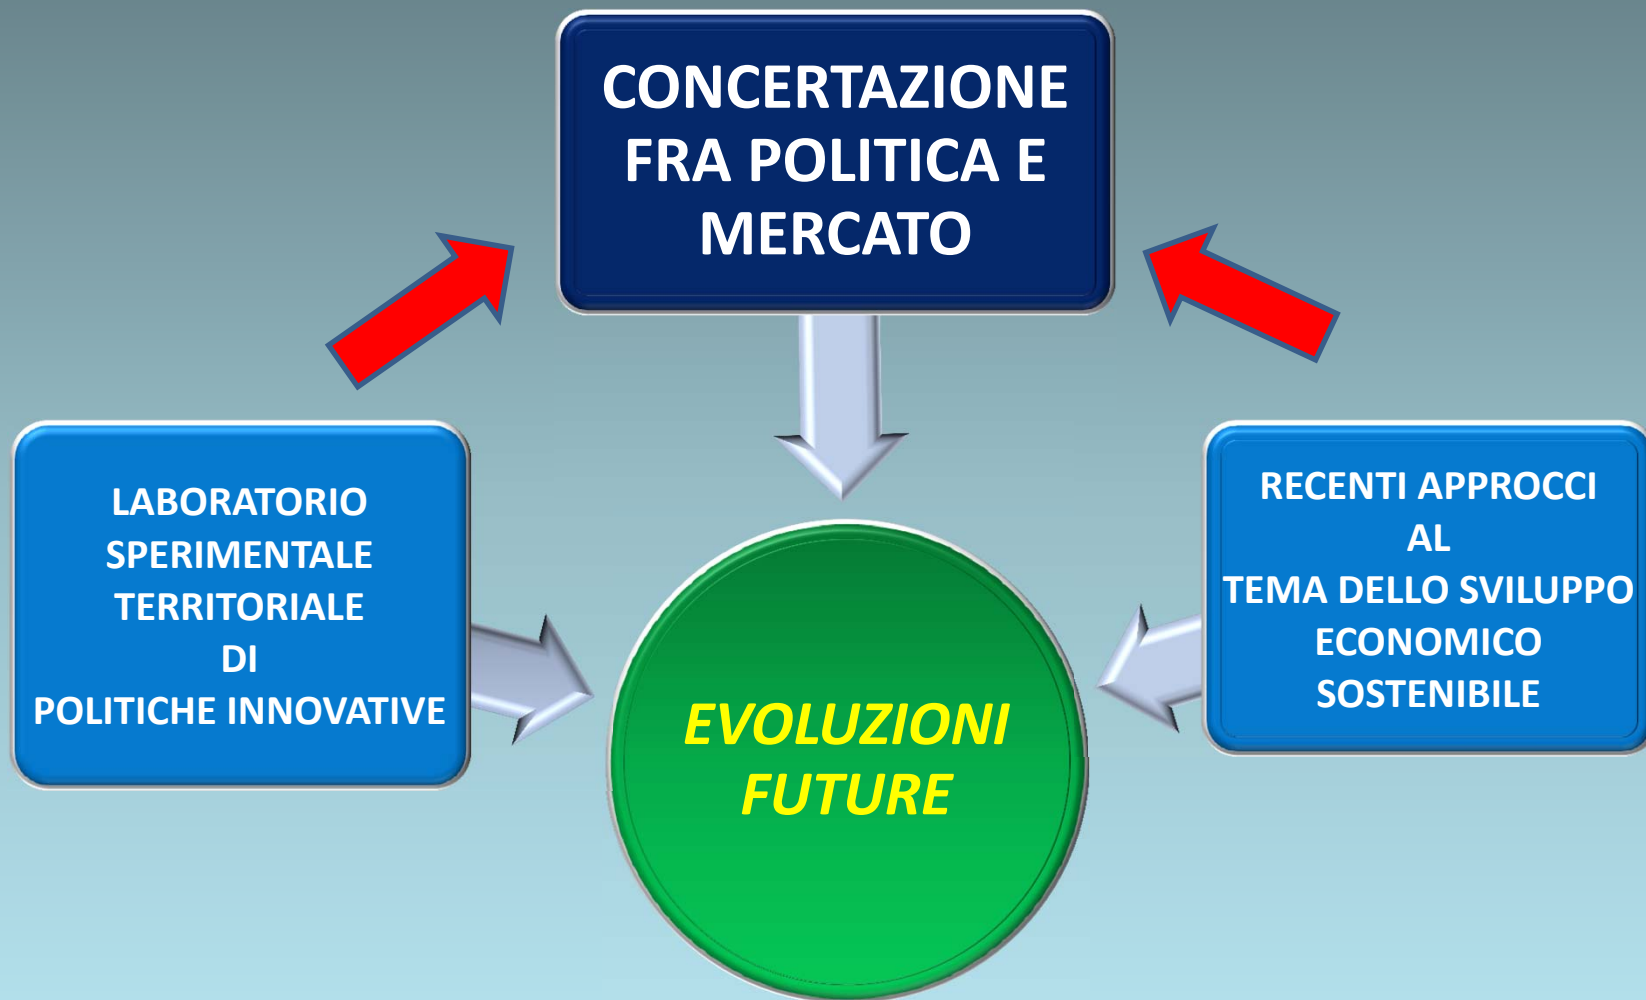 CONCERTAZIONE
FRA POLITICA E
MERCATO
LABORATORIO
SPERIMENTALE
TERRITORIALE
DI
POLITICHE INNOVATIVE
RECENTI APPROCCI
AL
TEMA DELLO SVILUPPO
ECONOMICO
SOSTENIBILE
EVOLUZIONI
FUTURE